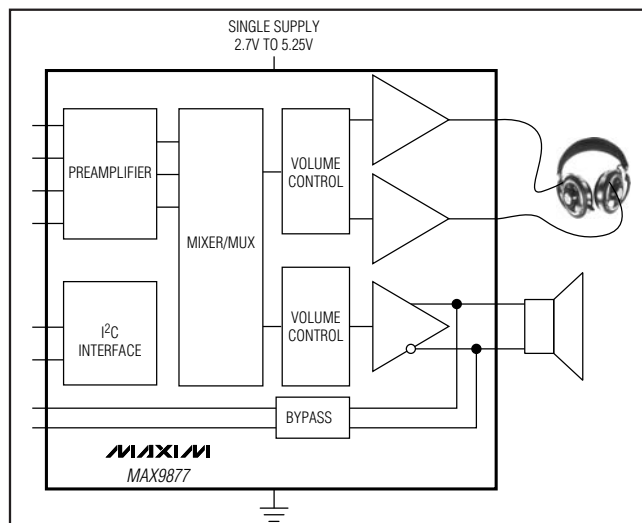 SINGLE SUPPLY
2.7V TO 5.25V
PREAMPLIFIER
MIXER/MUX
VOLUME
CONTROL
I²C
INTERFACE
VOLUME
CONTROL
BYPASS
MAXIM
MAX9877